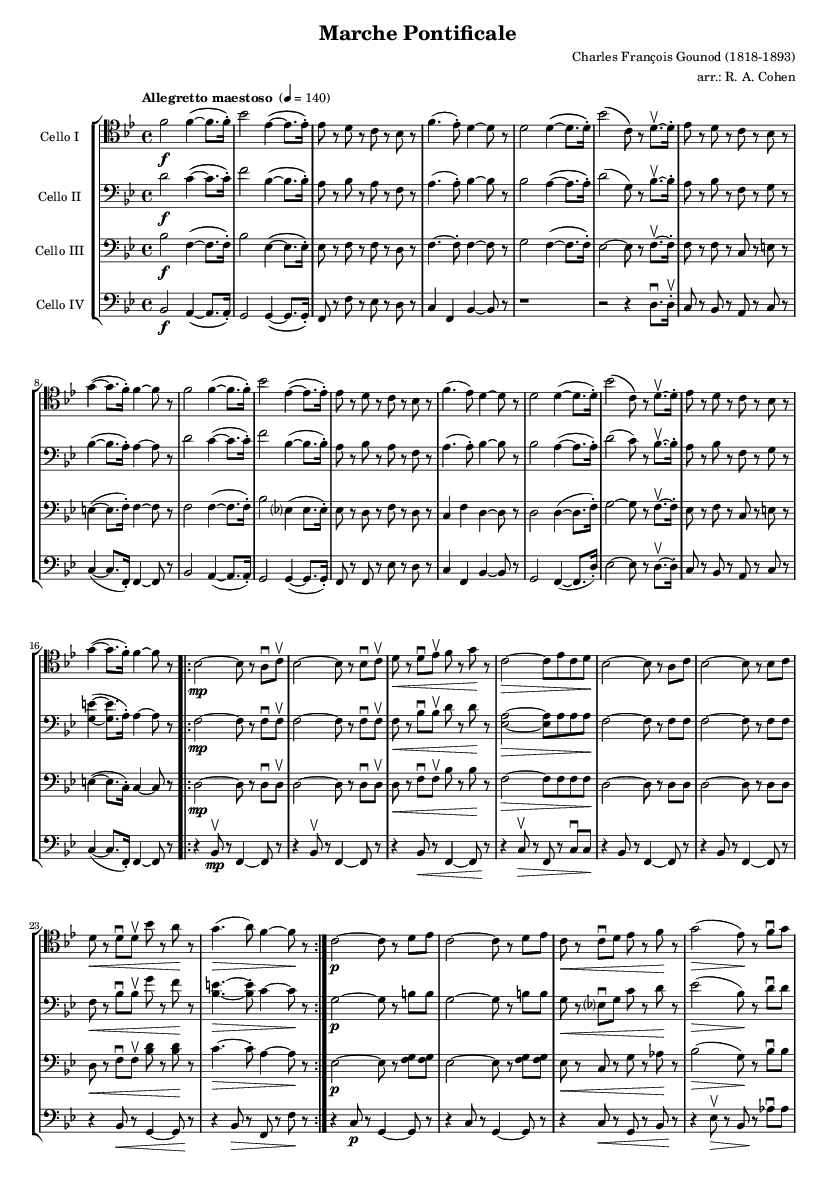 Marche Pontificale
Charles François Gounod (1818-1893)
arr.: R. A. Cohen
Allegretto maestoso (♩ = 140)
Cello I
f
Cello II
f
Cello III
f
Cello IV
f
8
16
mp
mp
mp
mp
23
p
p
p
p